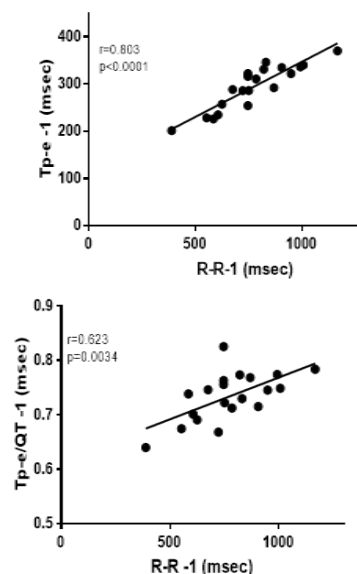 r=0.803
p<0.0001
400
300
200
100
0
0
500
1000
Tp-e -1 (msec)
R-R-1 (msec)
r=0.623
p=0.0034
0.9
0.8
0.7
0.6
0.5
0
500
1000
Tp-e/QT -1 (msec)
R-R -1 (msec)